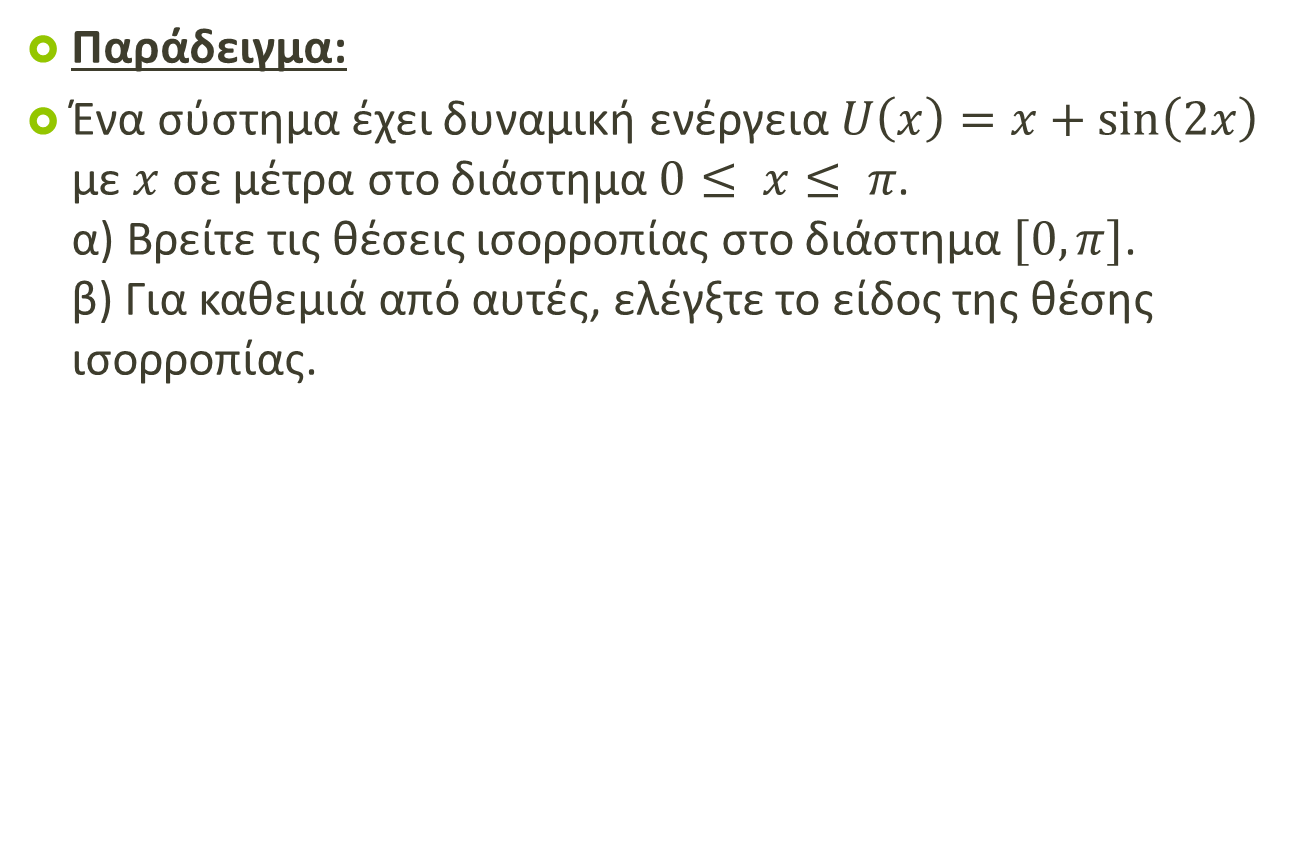 Παράδειγμα:
Ένα σύστημα έχει δυναμική ενέργεια 𝑈(𝑥) = 𝑥 + sin(2𝑥)
με 𝑥 σε μέτρα στο διάστημα 0 ≤ 𝑥 ≤ 𝜋.
α) Βρείτε τις θέσεις ισορροπίας στο διάστημα [0, 𝜋].
β) Για καθεμιά από αυτές, ελέγξτε το είδος της θέσης
ισορροπίας.